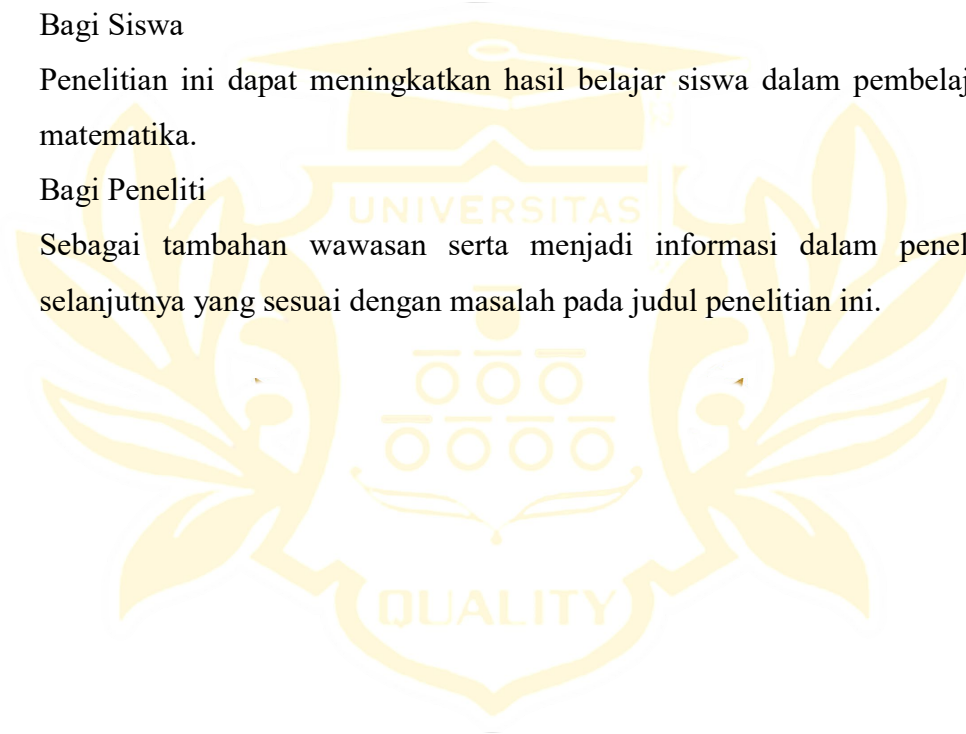 Bagi Siswa
Penelitian ini dapat meningkatkan hasil belajar siswa dalam pembelaj
matematika.
Bagi Peneliti
UNIVERSITAS
Sebagai tambahan wawasan serta menjadi informasi dalam penel
selanjutnya yang sesuai dengan masalah pada judul penelitian ini.
QUALITY